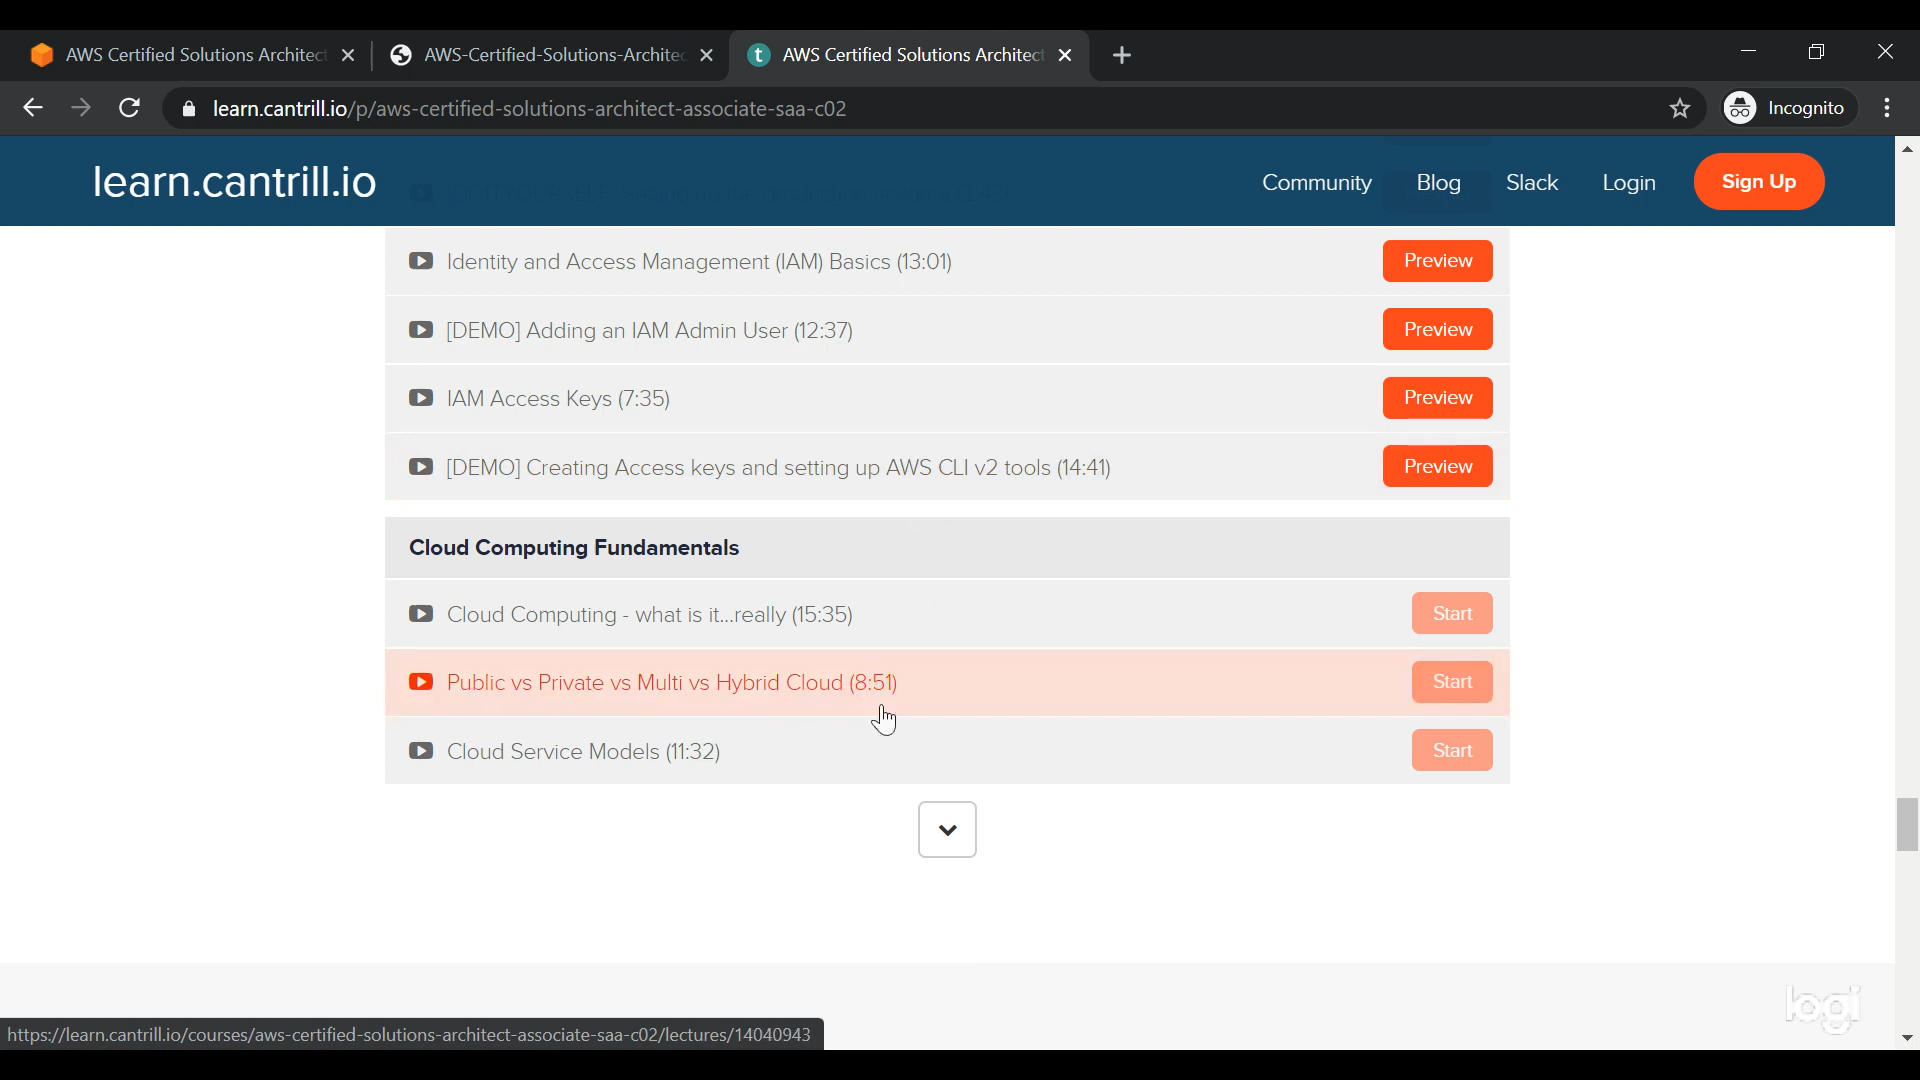 AWS Certified Solutions Architect
AWS-Certified-Solutions-Architec
t AWS Certified Solutions Architect
learn.cantrill.io/p/aws-certified-solutions-architect-associate-saa-c02
Incognito
learn.cantrill.io
Community Blog Slack Login Sign Up
Identity and Access Management (IAM) Basics (13:01) Preview
[DEMO] Adding an IAM Admin User (12:37) Preview
IAM Access Keys (7:35) Preview
[DEMO] Creating Access keys and setting up AWS CLI v2 tools (14:41) Preview
Cloud Computing Fundamentals
Cloud Computing - what is it...really (15:35) Start
Public vs Private vs Multi vs Hybrid Cloud (8:51) Start
Cloud Service Models (11:32) Start
logi
https://learn.cantrill.io/courses/aws-certified-solutions-architect-associate-saa-c02/lectures/14040943